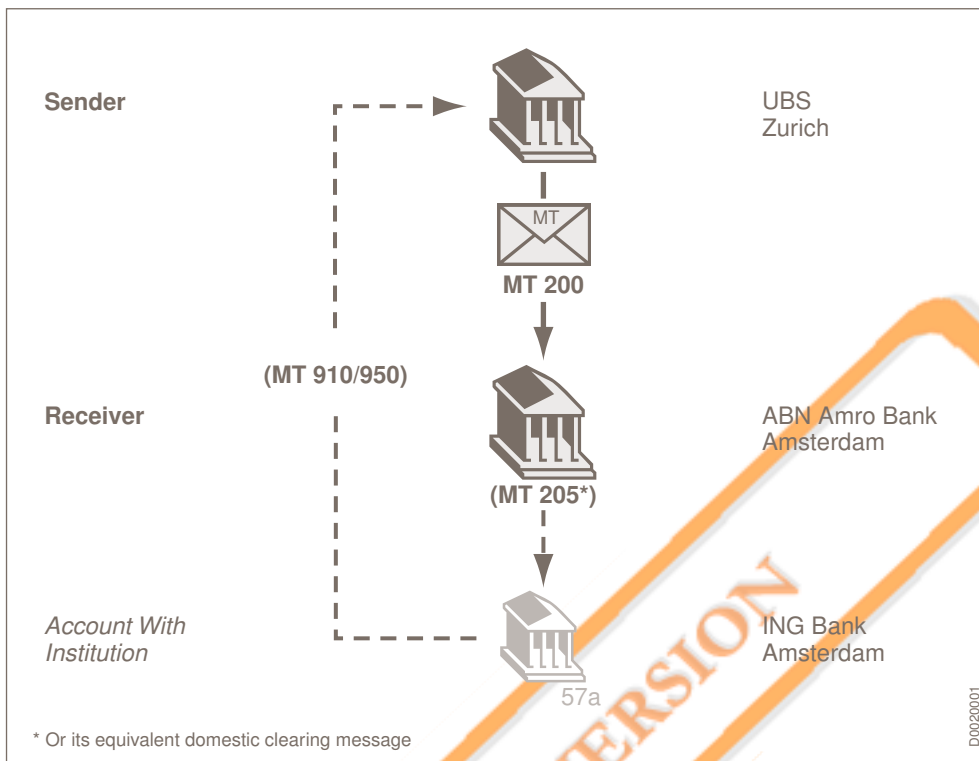 Sender
UBS
Zurich
MT
MT 200
(MT 910/950)
Receiver
ABN Amro Bank
Amsterdam
(MT 205*)
Account With
Institution
ING Bank
Amsterdam
57a
* Or its equivalent domestic clearing message
D0020001